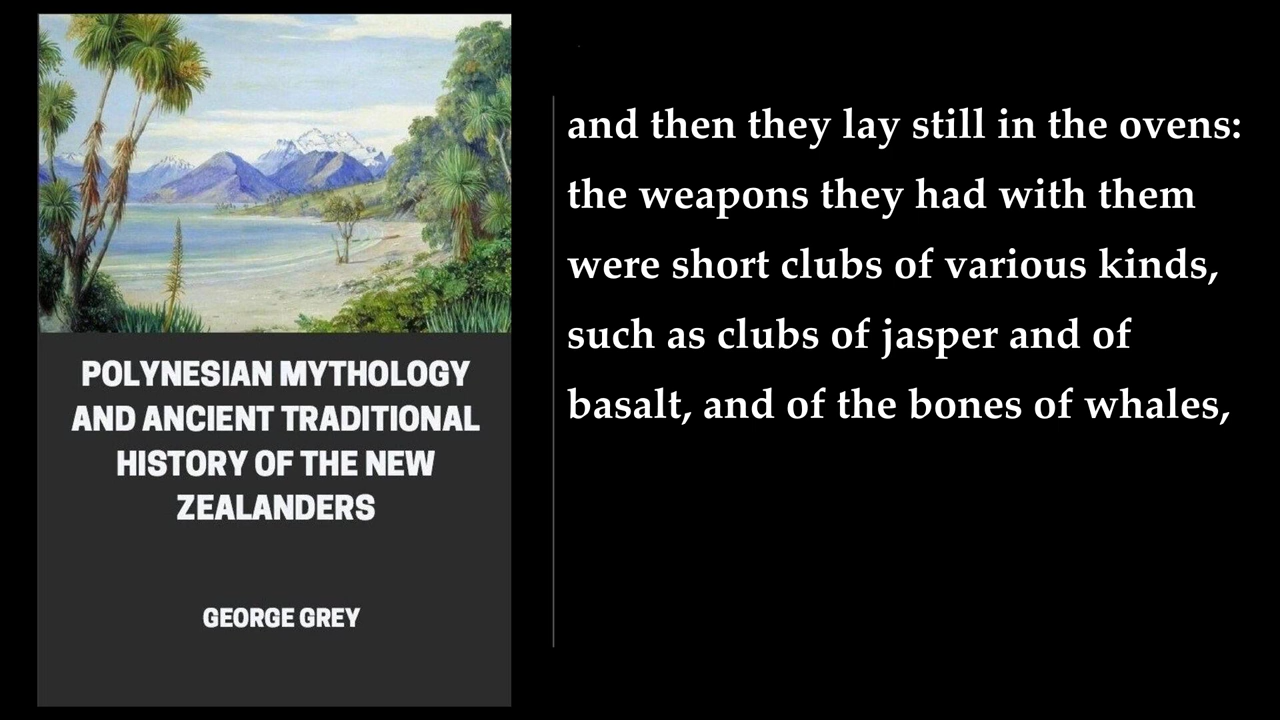 POLYNESIAN MYTHOLOGY
AND ANCIENT TRADITIONAL
HISTORY OF THE NEW
ZEALANDERS
GEORGE GREY
and then they lay still in the ovens:
the weapons they had with them
were short clubs of various kinds,
such as clubs of jasper and of
basalt, and of the bones of whales,